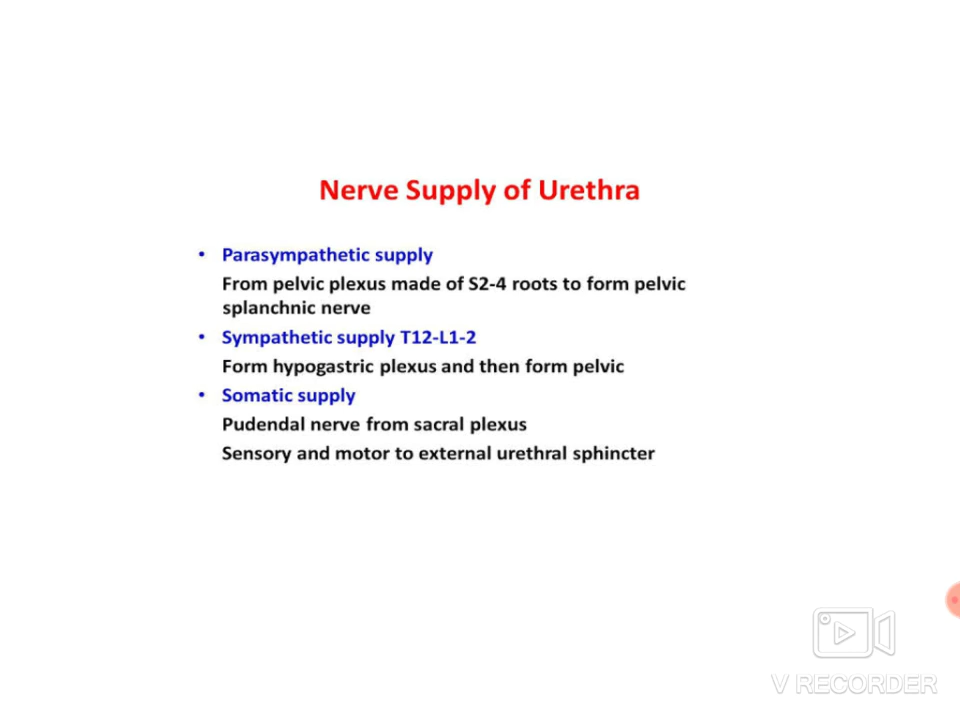 Nerve Supply of Urethra
• Parasympathetic supply
From pelvic plexus made of S2-4 roots to form pelvic
splanchnic nerve
• Sympathetic supply T12-L1-2
Form hypogastric plexus and then form pelvic
• Somatic supply
Pudendal nerve from sacral plexus
Sensory and motor to external urethral sphincter
V RECORDER